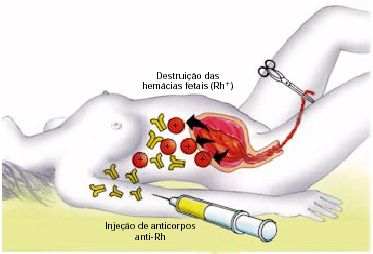 Destruição das
hemácias fetais (Rh⁺)
+
+
+
+
+
+
Injeção de anticorpos
anti-Rh